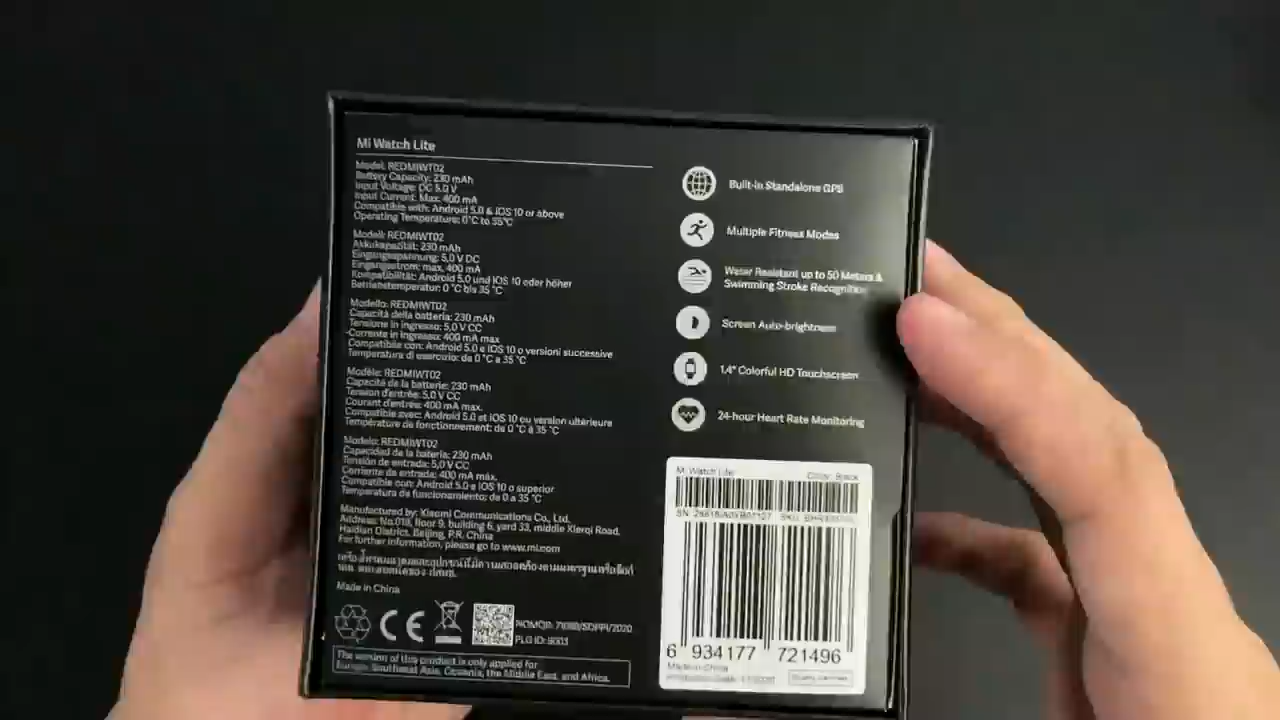 Mi Watch Lite
Model: REDMIWT02
Battery Capacity: 230 mAh
Input Voltage: DC 5.0 V
Input Current: Max. 400 mA
Compatible with: Android 5.0 & iOS 10 or above
Operating Temperature: 0°C to 35°C
Modell: REDMIWT02
Akkukapazität: 230 mAh
Eingangsspannung: 5,0 V DC
Eingangsstrom: max. 400 mA
Kompatibilität: Android 5.0 und iOS 10 oder höher
Betriebstemperatur: 0 °C bis 35 °C
Modello: REDMIWT02
Capacità della batteria: 230 mAh
Tensione in ingresso: 5,0 V CC
Corrente in ingresso: 400 mA max
Compatibile con: Android 5.0 e iOS 10 o versioni successive
Temperatura di esercizio: da 0 °C a 35 °C
Modèle: REDMIWT02
Capacité de la batterie: 230 mAh
Tension d'entrée: 5,0 V CC
Courant d'entrée: 400 mA max.
Compatible avec: Android 5.0 et iOS 10 ou version ultérieure
Température de fonctionnement: de 0 °C à 35 °C
Modelo: REDMIWT02
Capacidad de la batería: 230 mAh
Tensión de entrada: 5,0 V CC
Corriente de entrada: 400 mA máx.
Compatible con: Android 5.0 e iOS 10 o superior
Temperatura de funcionamiento: de 0 a 35 °C
Manufactured by: Xiaomi Communications Co., Ltd.
Address: No.019, floor 9, building 6, yard 33, middle Xierqi Road,
Haidian District, Beijing, P.R. China
For further information, please go to www.mi.com
Made in China
CE
PLG ID: 9003
The version of this product is only applied for
Europe, Southeast Asia, Oceania, the Middle East, and Africa.
Built-in Standalone GPS
Multiple Fitness Modes
Water Resistant up to 50 Meters &
Swimming Stroke Recognition
Screen Auto-brightness
1.4" Colorful HD Touchscreen
24-hour Heart Rate Monitoring
Mi Watch Lite Color: Black
SN: SKU:
6 934177 721496
Made in China